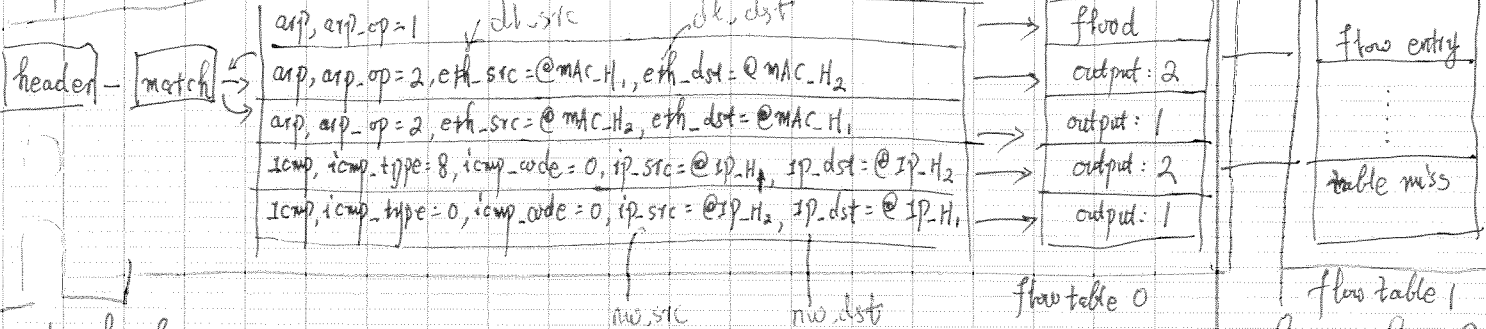 dl_src dl_dst
arp, arp_op=1 → flood
header - match → arp, arp_op=2, eth_src=@MAC_H1, eth_dst=@MAC_H2 → output: 2
arp, arp_op=2, eth_src=@MAC_H2, eth_dst=@MAC_H1 → output: 1
Icmp, icmp_type=8, icmp_code=0, ip_src=@IP_H1, IP_dst=@IP_H2 → output: 2
Icmp, icmp_type=0, icmp_code=0, ip_src=@IP_H2, IP_dst=@IP_H1 → output: 1
nw_src nw_dst
flow table 0
flow entry
table miss
flow table 1